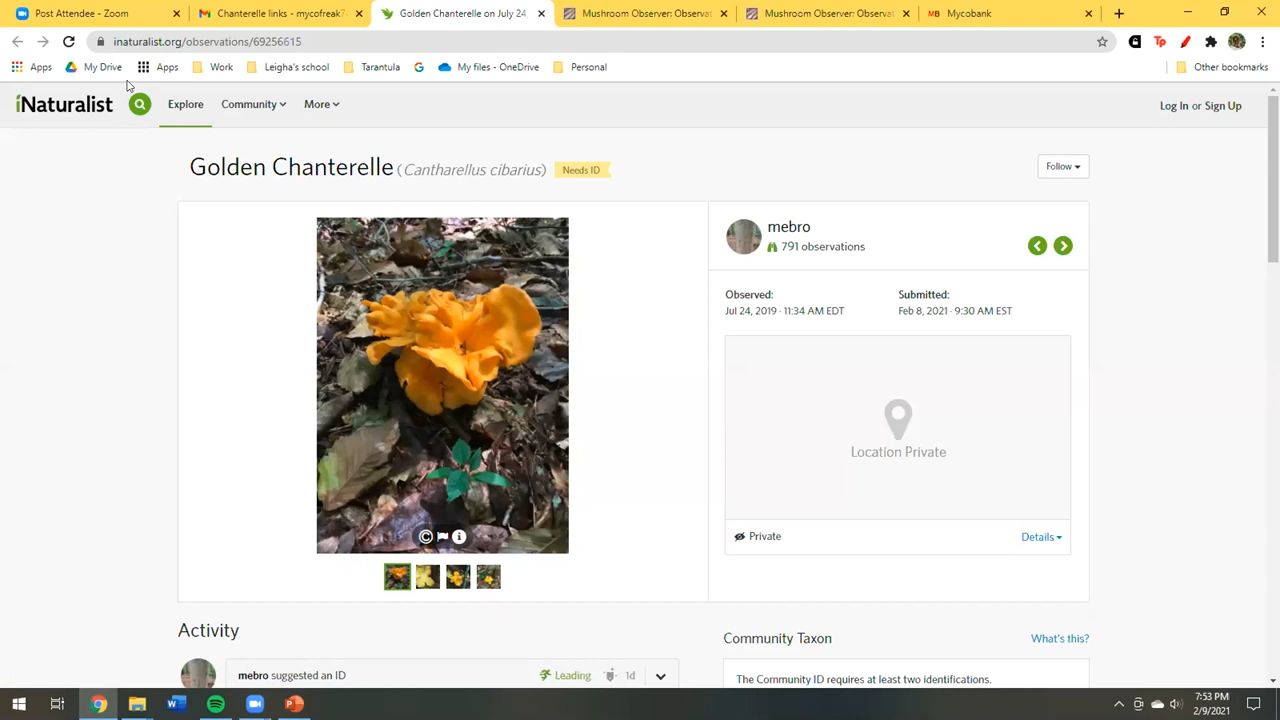 Post Attendee - Zoom
Chanterelle links - mycofreak7
Golden Chanterelle on July 24,
Mushroom Observer: Observat
Mushroom Observer: Observat
MB Mycobank
inaturalist.org/observations/69256615
Apps My Drive Apps Work Leigha's school Tarantula G My files - OneDrive Personal Other bookmarks
iNaturalist Explore Community More Log In or Sign Up
Golden Chanterelle (Cantharellus cibarius) Needs ID Follow
mebro
791 observations
Observed: Submitted:
Jul 24, 2019 · 11:34 AM EDT Feb 8, 2021 · 9:30 AM EST
Location Private
Private Details
Activity
Community Taxon What's this?
mebro suggested an ID Leading 1d
The Community ID requires at least two identifications.
7:53 PM
2/9/2021